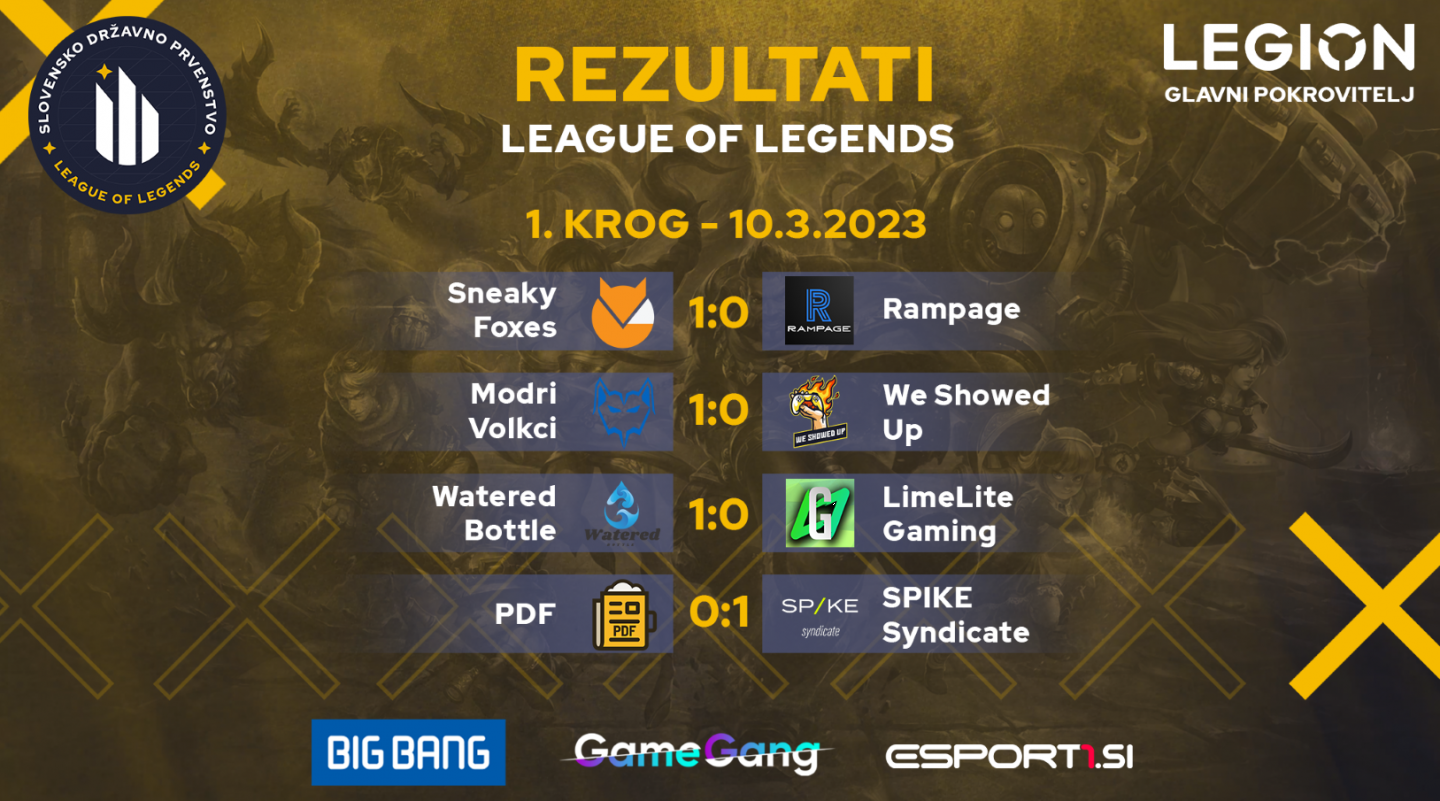 SLOVENSKO DRŽAVNO PRVENSTVO
LEAGUE OF LEGENDS
REZULTATI
LEAGUE OF LEGENDS
LEGION
GLAVNI POKROVITELJ
1. KROG - 10.3.2023
Sneaky
Foxes
1:0
R
RAMPAGE
Rampage
Modri
Volkci
1:0
WE SHOWED UP
We Showed
Up
Watered
Bottle
Watered
1:0
G
LimeLite
Gaming
PDF
PDF
0:1
SP/KE
syndicate
SPIKE
Syndicate
BIG BANG
GameGang
ESPORT1.SI